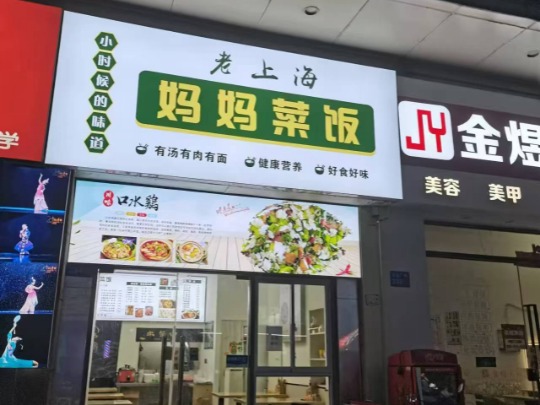 小时候的味道
老上海
妈妈菜饭
有汤有肉有面 健康营养 好食好味
口水鸡
学
JY 金煜
美容 美甲